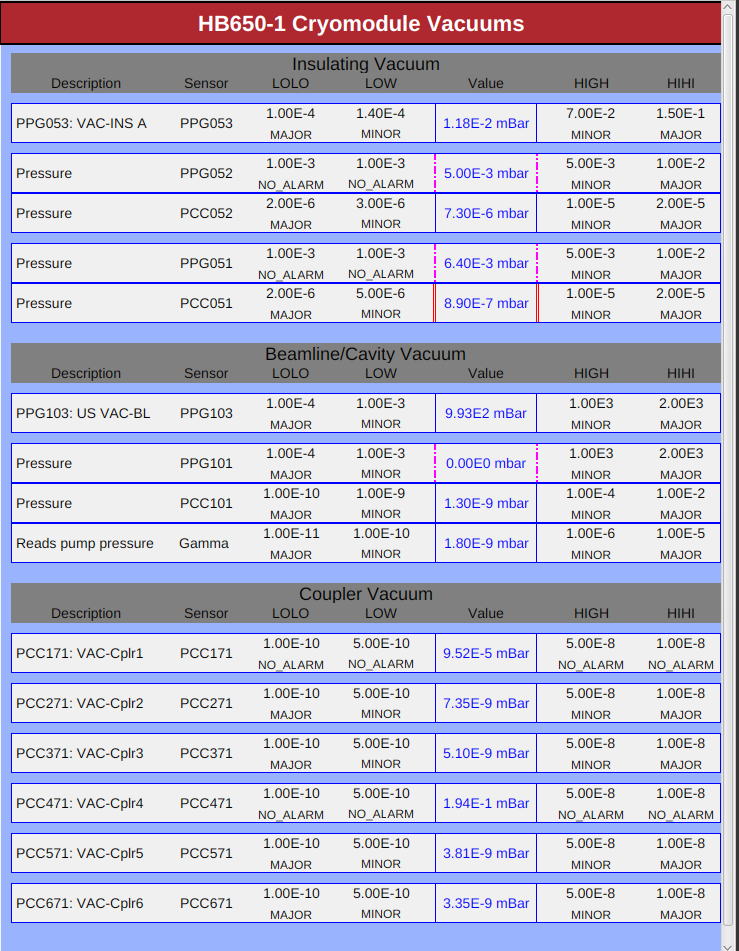 HB650-1 Cryomodule Vacuums
Insulating Vacuum
Description Sensor LOLO LOW Value HIGH HIHI
PPG053: VAC-INS A PPG053 1.00E-4 1.40E-4 1.18E-2 mBar 7.00E-2 1.50E-1
MAJOR MINOR MINOR MAJOR
Pressure PPG052 1.00E-3 1.00E-3 5.00E-3 mbar 5.00E-3 1.00E-2
NO_ALARM NO_ALARM MINOR MAJOR
Pressure PCC052 2.00E-6 3.00E-6 7.30E-6 mbar 1.00E-5 2.00E-5
MAJOR MINOR MINOR MAJOR
Pressure PPG051 1.00E-3 1.00E-3 6.40E-3 mbar 5.00E-3 1.00E-2
NO_ALARM NO_ALARM MINOR MAJOR
Pressure PCC051 2.00E-6 5.00E-6 8.90E-7 mbar 1.00E-5 2.00E-5
MAJOR MINOR MINOR MAJOR
Beamline/Cavity Vacuum
Description Sensor LOLO LOW Value HIGH HIHI
PPG103: US VAC-BL PPG103 1.00E-4 1.00E-3 9.93E2 mBar 1.00E3 2.00E3
MAJOR MINOR MINOR MAJOR
Pressure PPG101 1.00E-4 1.00E-3 0.00E0 mbar 1.00E3 2.00E3
MAJOR MINOR MINOR MAJOR
Pressure PCC101 1.00E-10 1.00E-9 1.30E-9 mbar 1.00E-4 1.00E-2
MAJOR MINOR MINOR MAJOR
Reads pump pressure Gamma 1.00E-11 1.00E-10 1.80E-9 mbar 1.00E-6 1.00E-5
MAJOR MINOR MINOR MAJOR
Coupler Vacuum
Description Sensor LOLO LOW Value HIGH HIHI
PCC171: VAC-Cplr1 PCC171 1.00E-10 5.00E-10 9.52E-5 mBar 5.00E-8 1.00E-8
NO_ALARM NO_ALARM NO_ALARM NO_ALARM
PCC271: VAC-Cplr2 PCC271 1.00E-10 5.00E-10 7.35E-9 mBar 5.00E-8 1.00E-8
MAJOR MINOR MINOR MAJOR
PCC371: VAC-Cplr3 PCC371 1.00E-10 5.00E-10 5.10E-9 mBar 5.00E-8 1.00E-8
MAJOR MINOR MINOR MAJOR
PCC471: VAC-Cplr4 PCC471 1.00E-10 5.00E-10 1.94E-1 mBar 5.00E-8 1.00E-8
NO_ALARM NO_ALARM NO_ALARM NO_ALARM
PCC571: VAC-Cplr5 PCC571 1.00E-10 5.00E-10 3.81E-9 mBar 5.00E-8 1.00E-8
MAJOR MINOR MINOR MAJOR
PCC671: VAC-Cplr6 PCC671 1.00E-10 5.00E-10 3.35E-9 mBar 5.00E-8 1.00E-8
MAJOR MINOR MINOR MAJOR